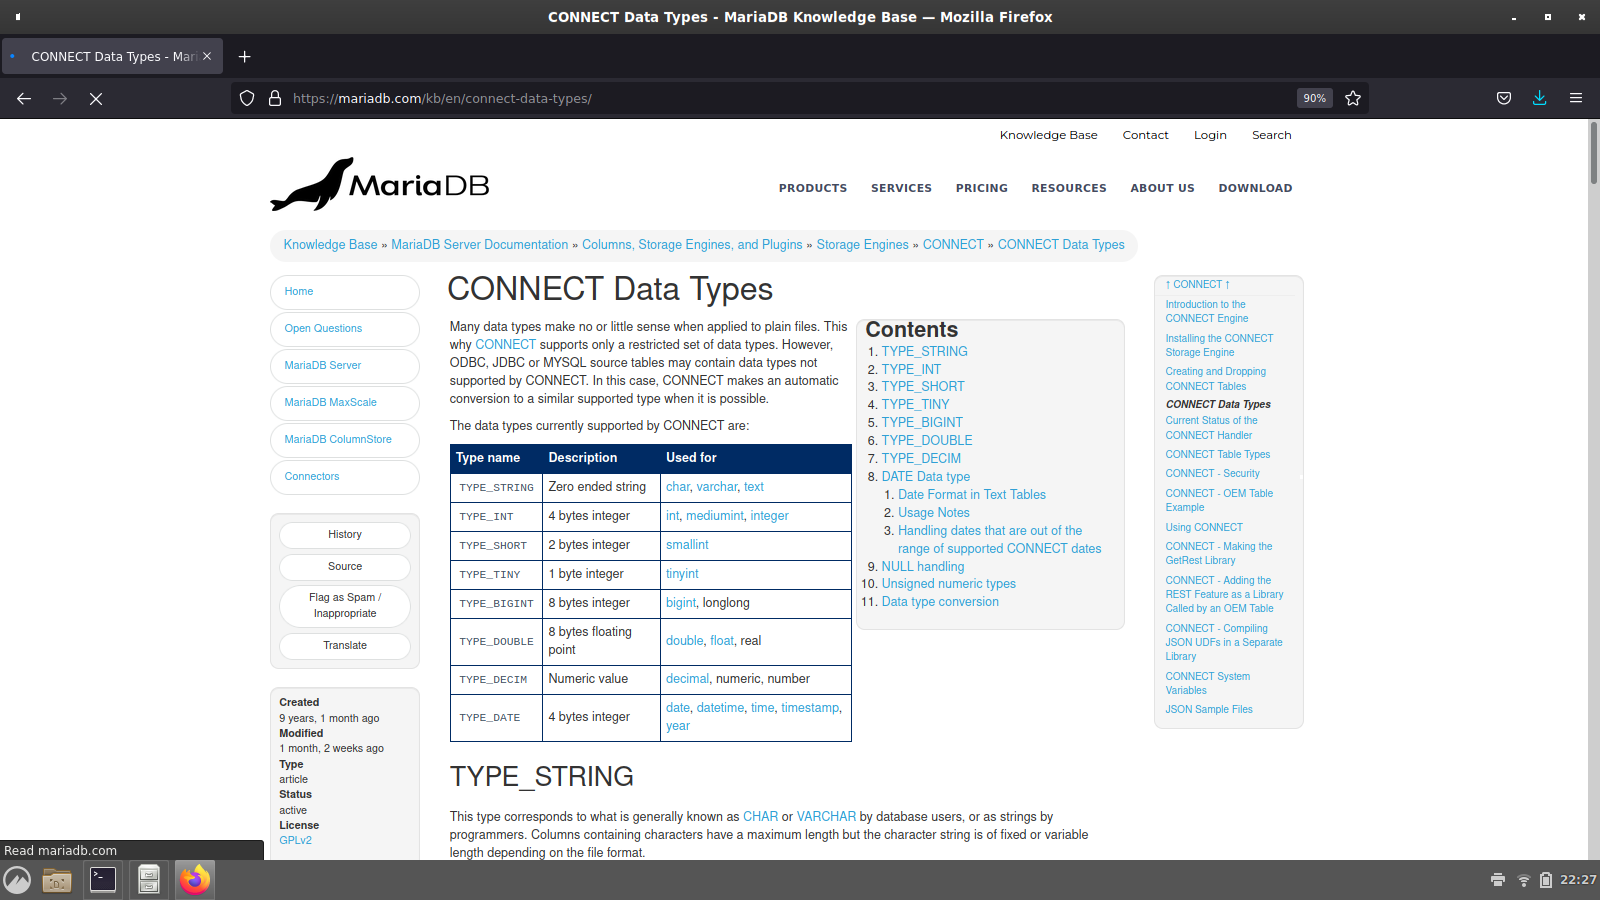 CONNECT Data Types - MariaDB Knowledge Base — Mozilla Firefox
CONNECT Data Types - Mari
https://mariadb.com/kb/en/connect-data-types/
90%
Knowledge Base Contact Login Search
MariaDB
PRODUCTS SERVICES PRICING RESOURCES ABOUT US DOWNLOAD
Knowledge Base » MariaDB Server Documentation » Columns, Storage Engines, and Plugins » Storage Engines » CONNECT » CONNECT Data Types
Home
Open Questions
MariaDB Server
MariaDB MaxScale
MariaDB ColumnStore
Connectors
History
Source
Flag as Spam /
Inappropriate
Translate
Created
9 years, 1 month ago
Modified
1 month, 2 weeks ago
Type
article
Status
active
License
GPLv2
CONNECT Data Types
Many data types make no or little sense when applied to plain files. This
why CONNECT supports only a restricted set of data types. However,
ODBC, JDBC or MYSQL source tables may contain data types not
supported by CONNECT. In this case, CONNECT makes an automatic
conversion to a similar supported type when it is possible.
The data types currently supported by CONNECT are:
Type name Description Used for
TYPE_STRING Zero ended string char, varchar, text
TYPE_INT 4 bytes integer int, mediumint, integer
TYPE_SHORT 2 bytes integer smallint
TYPE_TINY 1 byte integer tinyint
TYPE_BIGINT 8 bytes integer bigint, longlong
TYPE_DOUBLE 8 bytes floating point double, float, real
TYPE_DECIM Numeric value decimal, numeric, number
TYPE_DATE 4 bytes integer date, datetime, time, timestamp, year
Contents
1. TYPE_STRING
2. TYPE_INT
3. TYPE_SHORT
4. TYPE_TINY
5. TYPE_BIGINT
6. TYPE_DOUBLE
7. TYPE_DECIM
8. DATE Data type
1. Date Format in Text Tables
2. Usage Notes
3. Handling dates that are out of the
range of supported CONNECT dates
9. NULL handling
10. Unsigned numeric types
11. Data type conversion
TYPE_STRING
This type corresponds to what is generally known as CHAR or VARCHAR by database users, or as strings by
programmers. Columns containing characters have a maximum length but the character string is of fixed or variable
length depending on the file format.
↑ CONNECT ↑
Introduction to the
CONNECT Engine
Installing the CONNECT
Storage Engine
Creating and Dropping
CONNECT Tables
CONNECT Data Types
Current Status of the
CONNECT Handler
CONNECT Table Types
CONNECT - Security
CONNECT - OEM Table
Example
Using CONNECT
CONNECT - Making the
GetRest Library
CONNECT - Adding the
REST Feature as a Library
Called by an OEM Table
CONNECT - Compiling
JSON UDFs in a Separate
Library
CONNECT System
Variables
JSON Sample Files
Read mariadb.com
22:27